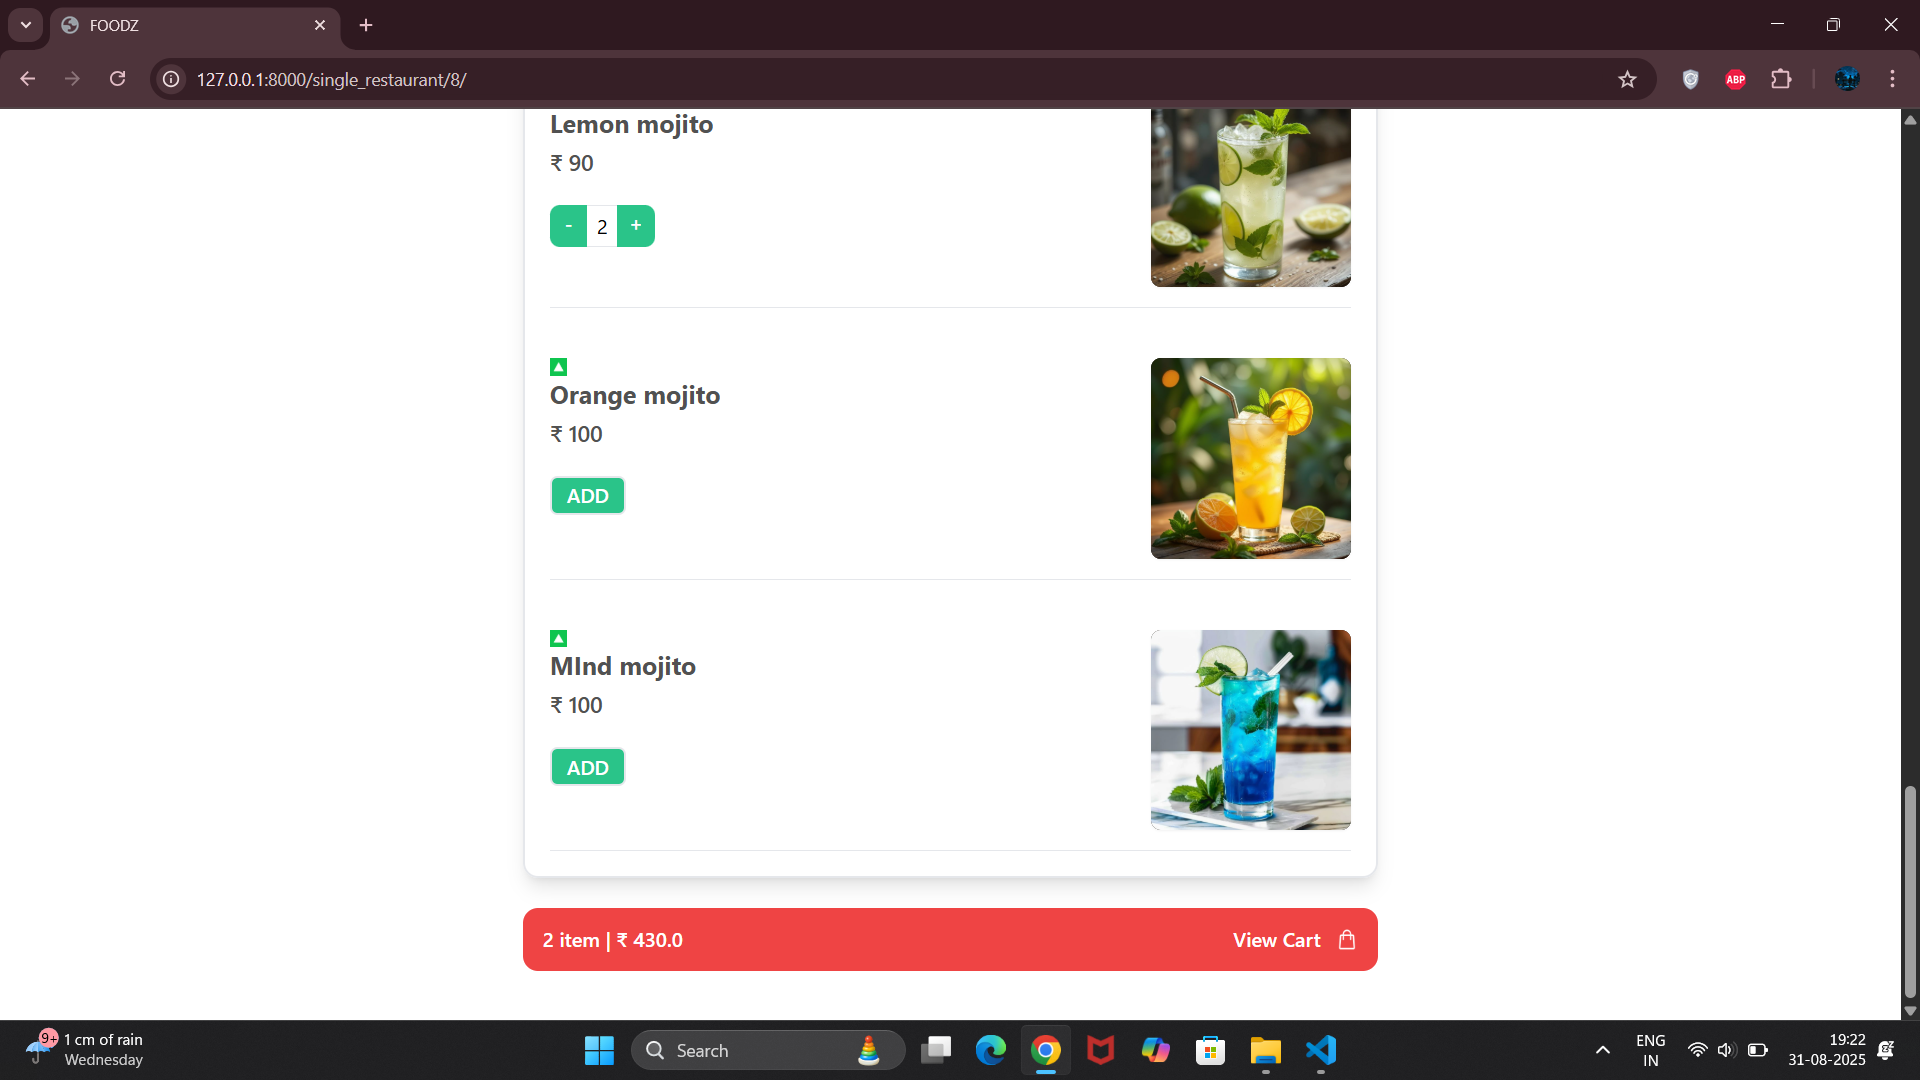 FOODZ
127.0.0.1:8000/single_restaurant/8/
ABP
Lemon mojito
₹ 90
- 2 +
Orange mojito
₹ 100
ADD
MInd mojito
₹ 100
ADD
2 item | ₹ 430.0 View Cart
9+ 1 cm of rain
Wednesday
Search
ENG
IN
19:22
31-08-2025